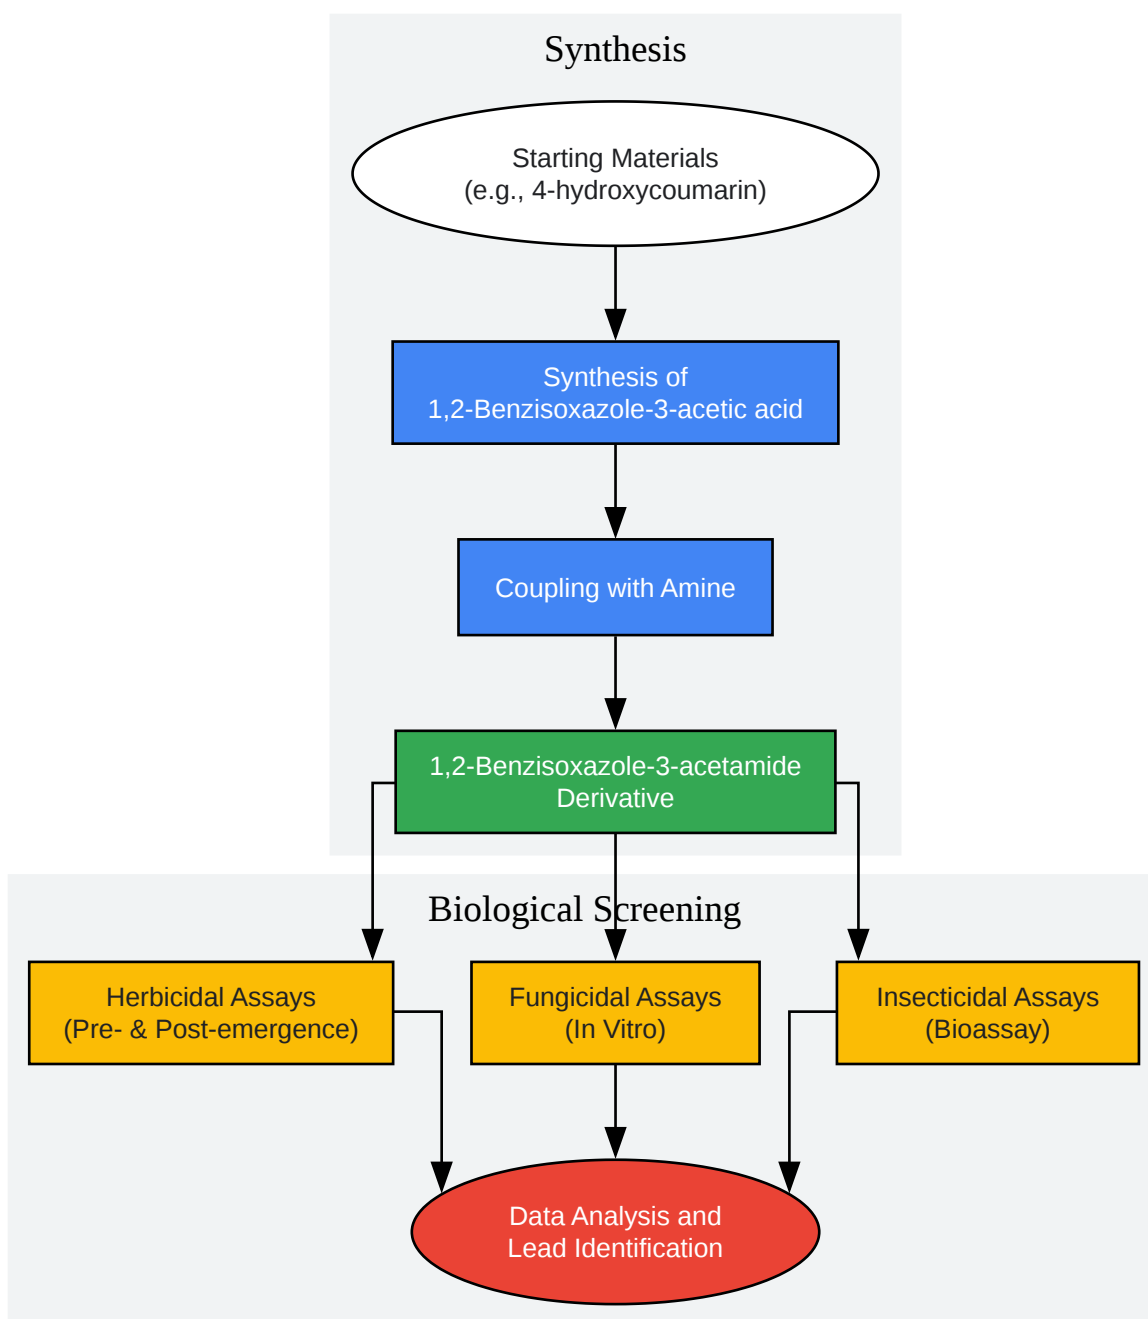 Synthesis
Starting Materials
(e.g., 4-hydroxycoumarin)
Synthesis of
1,2-Benzisoxazole-3-acetic acid
Coupling with Amine
1,2-Benzisoxazole-3-acetamide
Derivative
Biological Screening
Herbicidal Assays
(Pre- & Post-emergence)
Fungicidal Assays
(In Vitro)
Insecticidal Assays
(Bioassay)
Data Analysis and
Lead Identification